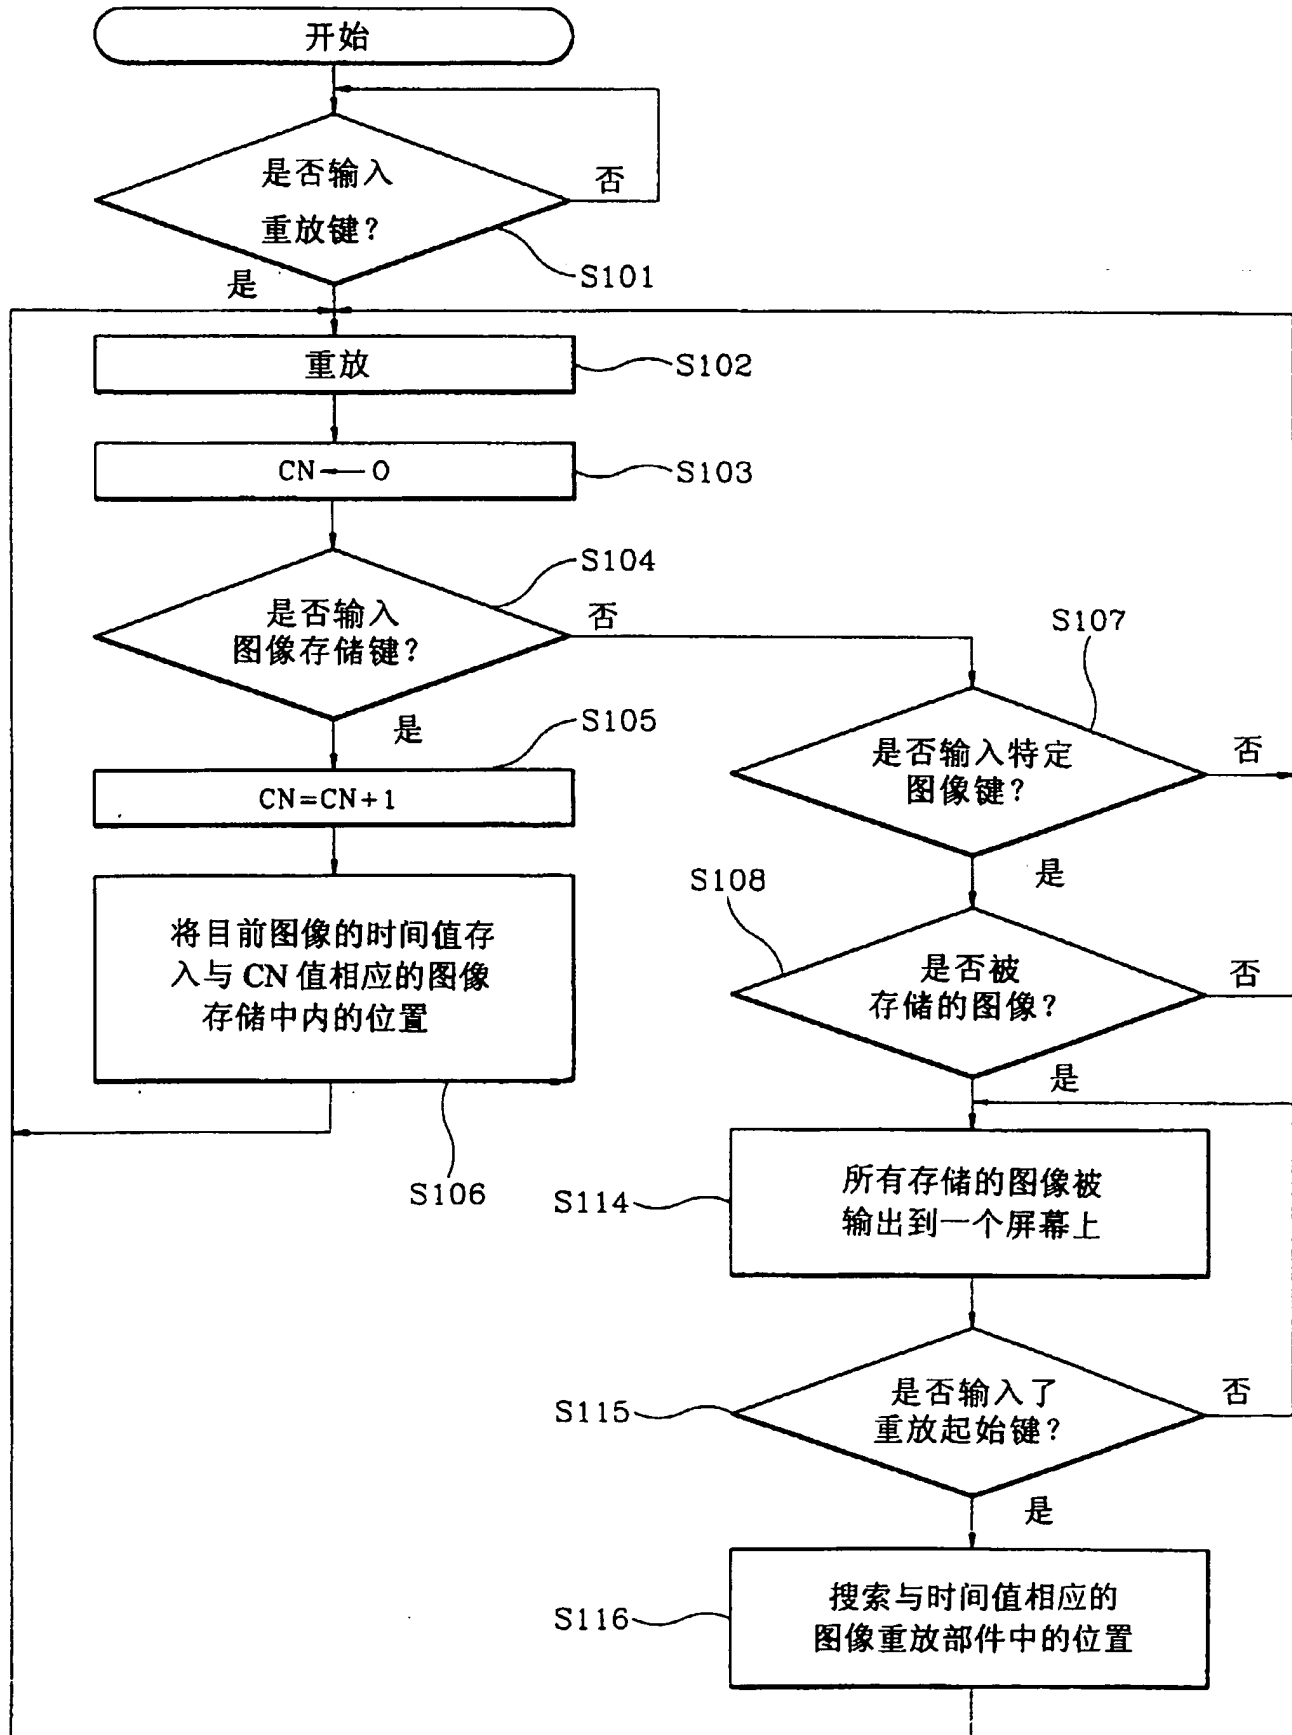 开始
是否输入
重放键？
否
S101
是
重放
S102
CN←0
S103
S104
是否输入
图像存储键？
否
S107
是
S105
CN=CN+1
是否输入特定
图像键？
否
是
S108
将目前图像的时间值存
入与CN值相应的图像
存储中内的位置
是否被
存储的图像？
否
是
S106
S114
所有存储的图像被
输出到一个屏幕上
S115
是否输入了
重放起始键？
否
是
S116
搜索与时间值相应的
图像重放部件中的位置